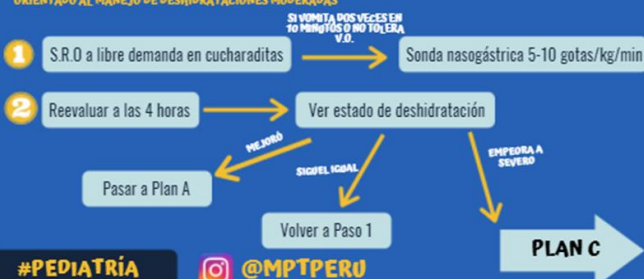 ORIENTADO AL MANEJO DE DESHIDRATACIONES MODERADAS
SI VOMITA DOS VECES EN
10 MINUTOS O NO TOLERA
V.O.
1 S.R.O a libre demanda en cucharaditas
Sonda nasogástrica 5-10 gotas/kg/min
2 Reevaluar a las 4 horas
Ver estado de deshidratación
MEJORÓ
SIGUEL IGUAL
EMPEORA A
SEVERO
Pasar a Plan A
Volver a Paso 1
PLAN C
#PEDIATRÍA
@MPTPERU